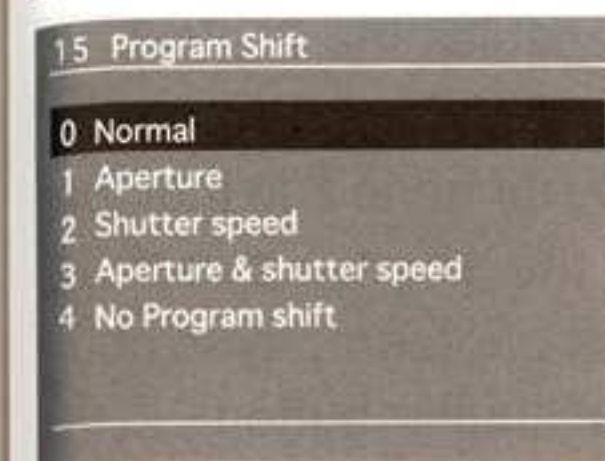 15 Program Shift
0 Normal
1 Aperture
2 Shutter speed
3 Aperture & shutter speed
4 No Program shift